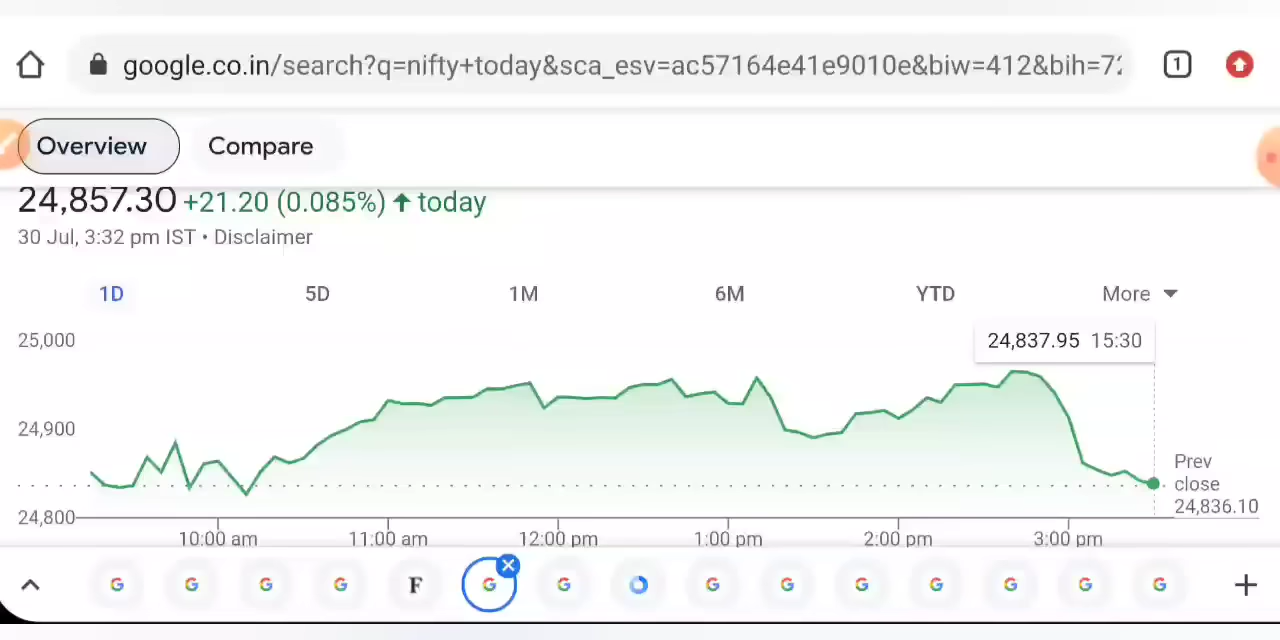 google.co.in/search?q=nifty+today&sca_esv=ac57164e41e9010e&biw=412&bih=72
1
Overview
Compare
24,857.30 +21.20 (0.085%) ↑ today
30 Jul, 3:32 pm IST • Disclaimer
1D 5D 1M 6M YTD More
24,837.95 15:30
25,000
24,900
24,800
Prev
close
24,836.10
10:00 am 11:00 am 12:00 pm 1:00 pm 2:00 pm 3:00 pm
G G G G F G G G G G G G G G